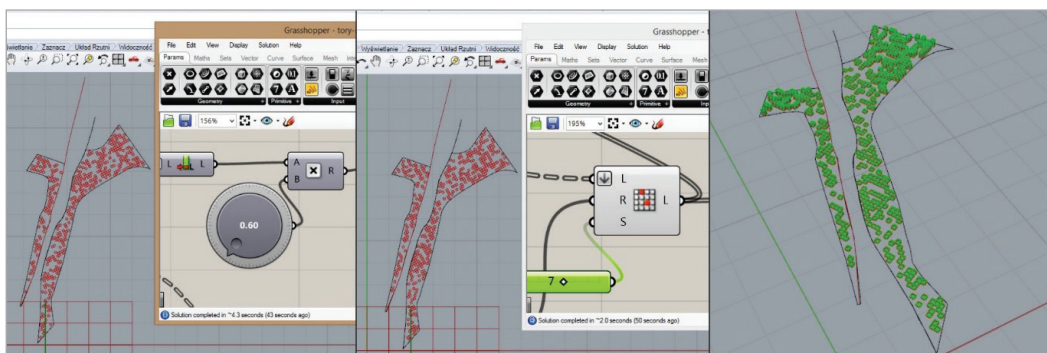 Grasshopper - tory-
wietlanie Zaznacz Układ Rzutni Widoczność
File Edit View Display Solution Help
Params Maths Sets Vector Curve Surface Mesh
Geometry Primitive Input
156%
L L
A
B
R
0.60
Solution completed in ~4.3 seconds (43 seconds ago)
Grasshopper - t
Wyświetlanie Zaznacz Układ Rzutni Widoczność
File Edit View Display Solution Help
Params Maths Sets Vector Curve Surface
Geometry Primitive
195%
L
R L
S
7
Solution completed in ~2.0 seconds (50 seconds ago)